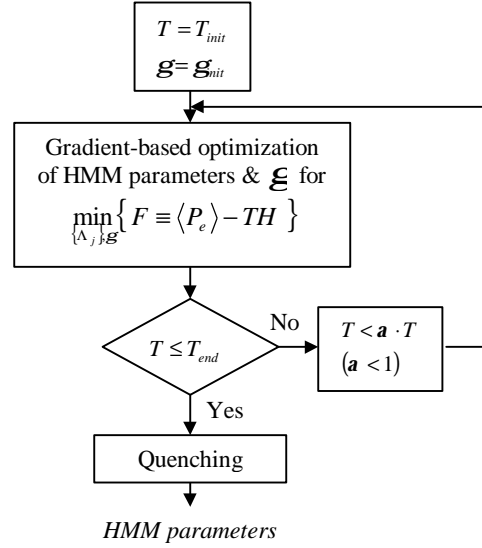 T = T_init
g = g_nit
Gradient-based optimization
of HMM parameters & g for
min {Λ_j},g { F ≡ ⟨P_e⟩ − TH }
T ≤ T_end
No
T < a · T
(a < 1)
Yes
Quenching
HMM parameters